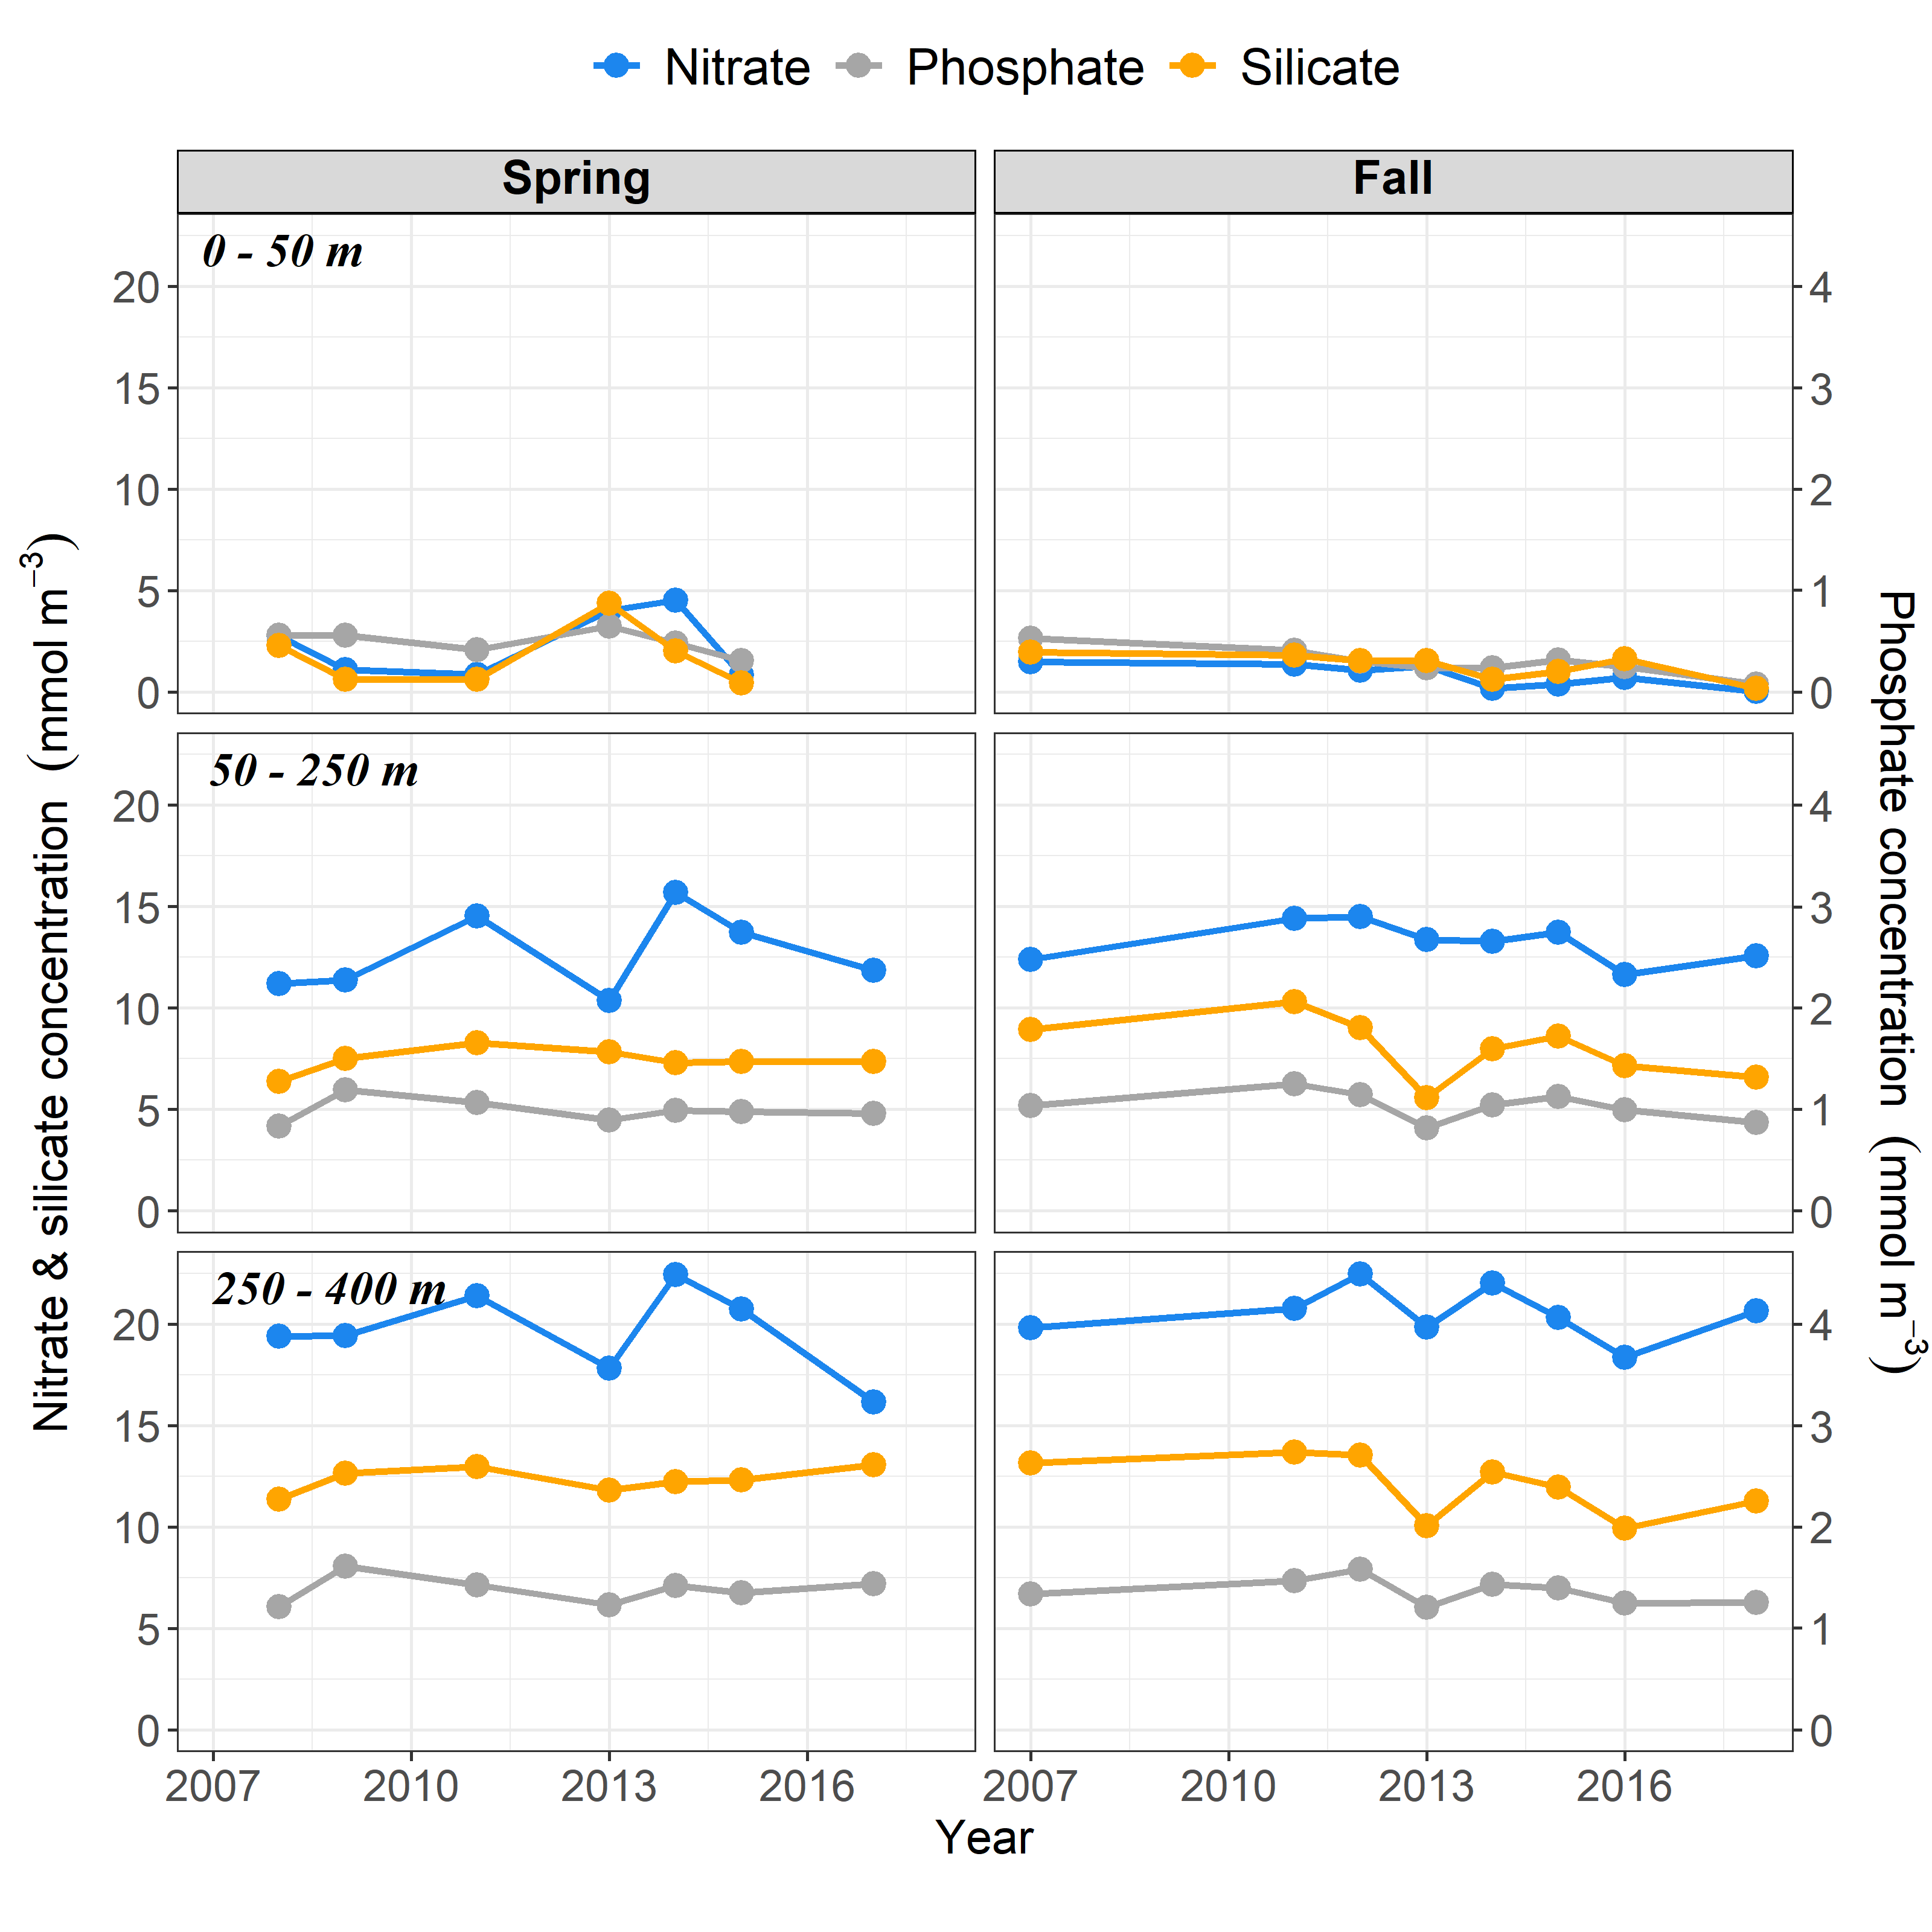 Nitrate Phosphate Silicate
Spring Fall
0 - 50 m
20 4
15 3
10 2
5 1
0 0
50 - 250 m
20 4
15 3
10 2
5 1
0 0
250 - 400 m
20 4
15 3
10 2
5 1
0 0
2007 2010 2013 2016 2007 2010 2013 2016
Year
Nitrate & silicate concentration (mmol m⁻³)
Phosphate concentration (mmol m⁻³)